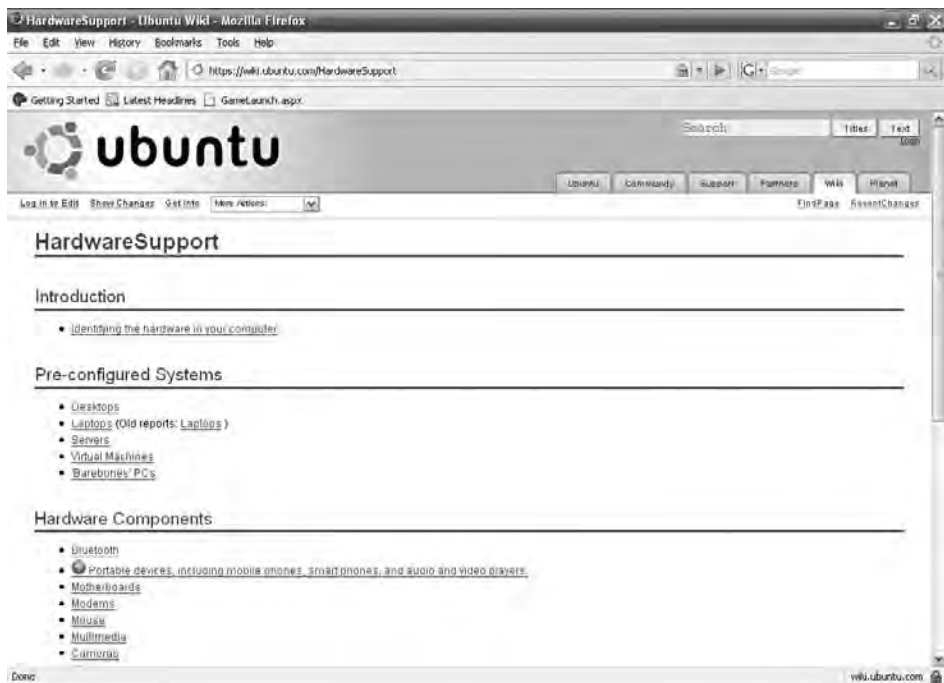 HardwareSupport - Ubuntu Wiki - Mozilla Firefox
File Edit View History Bookmarks Tools Help
https://wiki.ubuntu.com/HardwareSupport
Getting Started Latest Headlines GameLaunch.aspx
ubuntu
Search Titles Text
Login
Ubuntu Community Support Partners Wiki Planet
Log in to Edit Show Changes Get Info More Actions: FindPage RecentChanges
HardwareSupport
Introduction
• Identifying the hardware in your computer
Pre-configured Systems
• Desktops
• Laptops (Old reports: Laptops )
• Servers
• Virtual Machines
• 'Barebones' PCs
Hardware Components
• Bluetooth
• Portable devices, including mobile phones, smart phones, and audio and video players.
• Motherboards
• Modems
• Mouse
• Multimedia
• Cameras
Done wiki.ubuntu.com